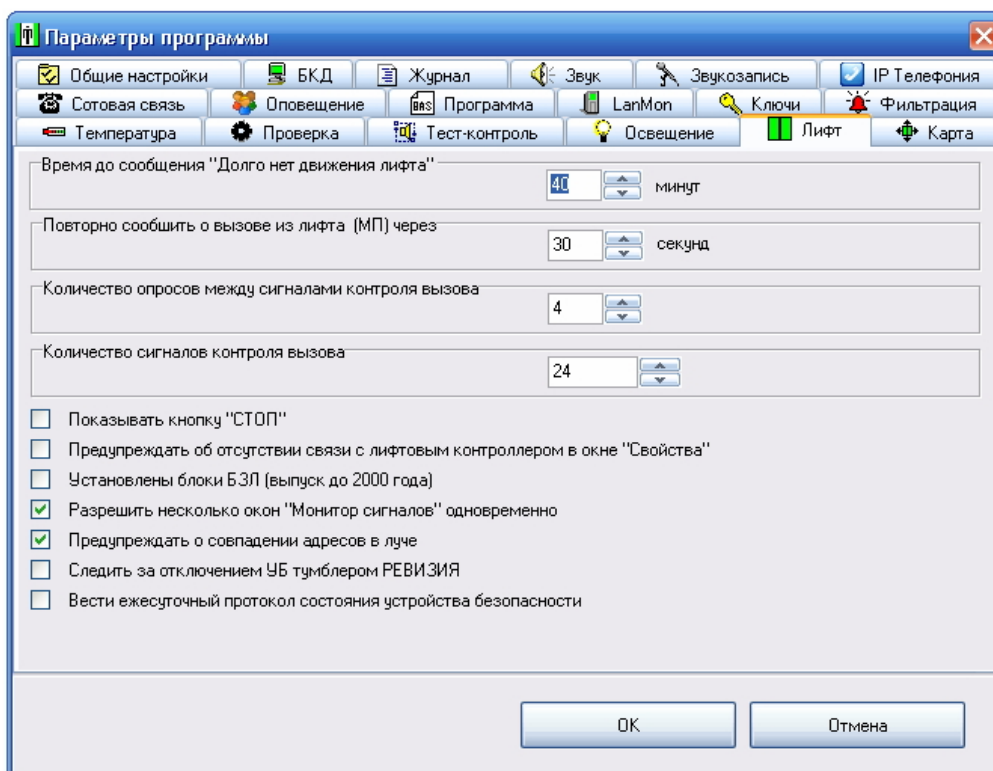 Параметры программы
Общие настройки БКД Журнал Звук Звукозапись IP Телефония
Сотовая связь Оповещение BAS Программа LanMon Ключи Фильтрация
Температура Проверка Тест-контроль Освещение Лифт Карта
Время до сообщения "Долго нет движения лифта"
40 минут
Повторно сообшить о вызове из лифта (МП) через
30 секунд
Количество опросов между сигналами контроля вызова
4
Количество сигналов контроля вызова
24
Показывать кнопку "СТОП"
Предупреждать об отсутствии связи с лифтовым контроллером в окне "Свойства"
Установлены блоки БЗЛ (выпуск до 2000 года)
Разрешить несколько окон "Монитор сигналов" одновременно
Предупреждать о совпадении адресов в луче
Следить за отключением УБ тумблером РЕВИЗИЯ
Вести ежесуточный протокол состояния устройства безопасности
OK Отмена